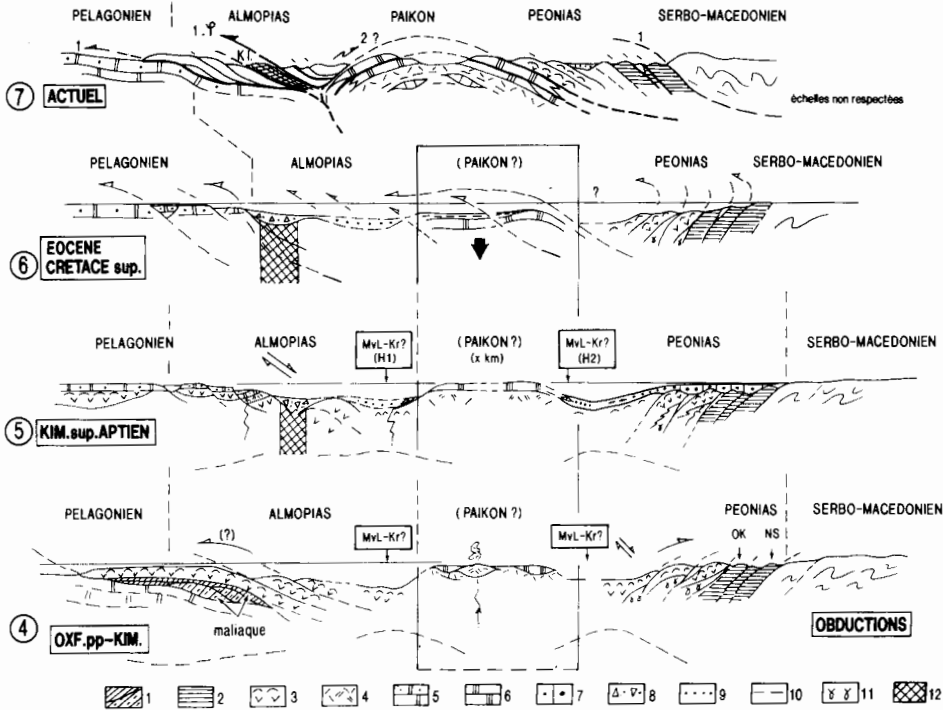 PELAGONIEN ALMOPIAS PAIKON PEONIAS SERBO-MACEDONIEN
1.φ 2 ? 1
1 KI.
7 ACTUEL échelles non respectées
PELAGONIEN ALMOPIAS (PAIKON ?) PEONIAS SERBO-MACEDONIEN
?
6 EOCENE
CRETACE sup.
PELAGONIEN ALMOPIAS MvL-Kr?
(H1) (PAIKON ?)
(x km) MvL-Kr?
(H2) PEONIAS SERBO-MACEDONIEN
5 KIM.sup.APTIEN
PELAGONIEN ALMOPIAS (PAIKON ?) PEONIAS SERBO-MACEDONIEN
(?) MvL-Kr? MvL-Kr? OK NS
maliaque
4 OXF.pp-KIM. OBDUCTIONS
1 2 3 4 5 6 7 8 9 10 11 12